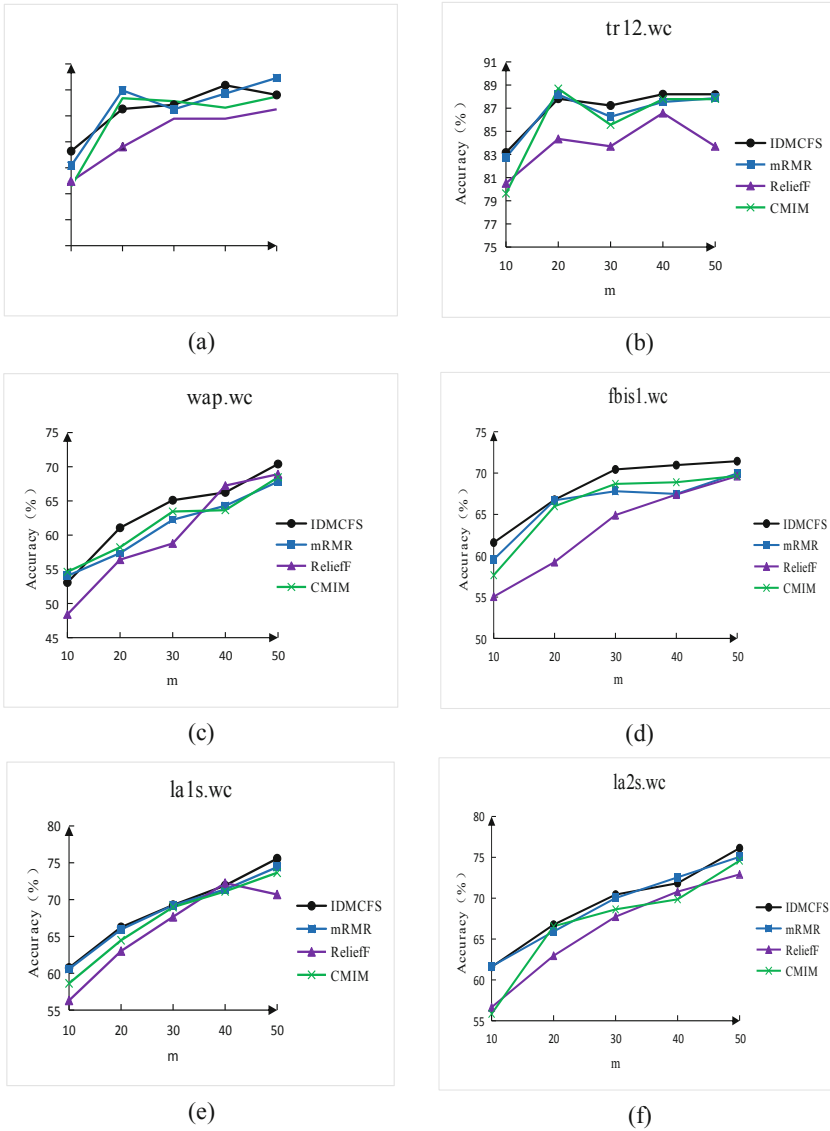 (a)
tr12.wc
Accuracy (%)
91
89
87
85
83
81
79
77
75
10 20 30 40 50
m
IDMCFS
mRMR
ReliefF
CMIM
(b)
wap.wc
Accuracy (%)
75
70
65
60
55
50
45
10 20 30 40 50
m
IDMCFS
mRMR
ReliefF
CMIM
(c)
fbis1.wc
Accuracy (%)
75
70
65
60
55
50
10 20 30 40 50
m
IDMCFS
mRMR
ReliefF
CMIM
(d)
la1s.wc
Accuracy (%)
80
75
70
65
60
55
10 20 30 40 50
m
IDMCFS
mRMR
ReliefF
CMIM
(e)
la2s.wc
Accuracy (%)
80
75
70
65
60
55
10 20 30 40 50
m
IDMCFS
mRMR
ReliefF
CMIM
(f)